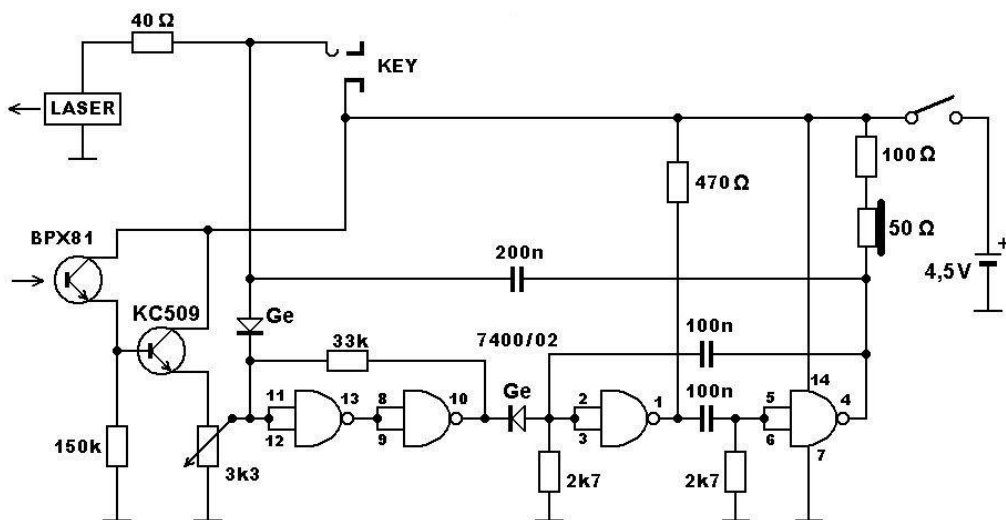 40 Ω
KEY
LASER
100 Ω
470 Ω
BPX81
50 Ω
200n
4,5V
+
KC509
Ge
33k
7400/02
100n
14
Ge
100n
11
13
8
10
2
1
5
4
12
9
3
6
7
150k
3k3
2k7
2k7